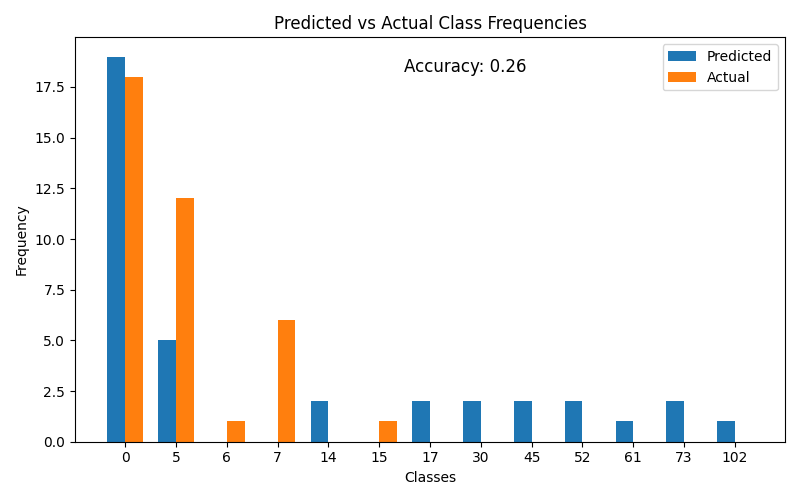 Predicted vs Actual Class Frequencies
Accuracy: 0.26
Predicted
Actual
17.5
15.0
12.5
10.0
7.5
5.0
2.5
0.0
Frequency
0 5 6 7 14 15 17 30 45 52 61 73 102
Classes